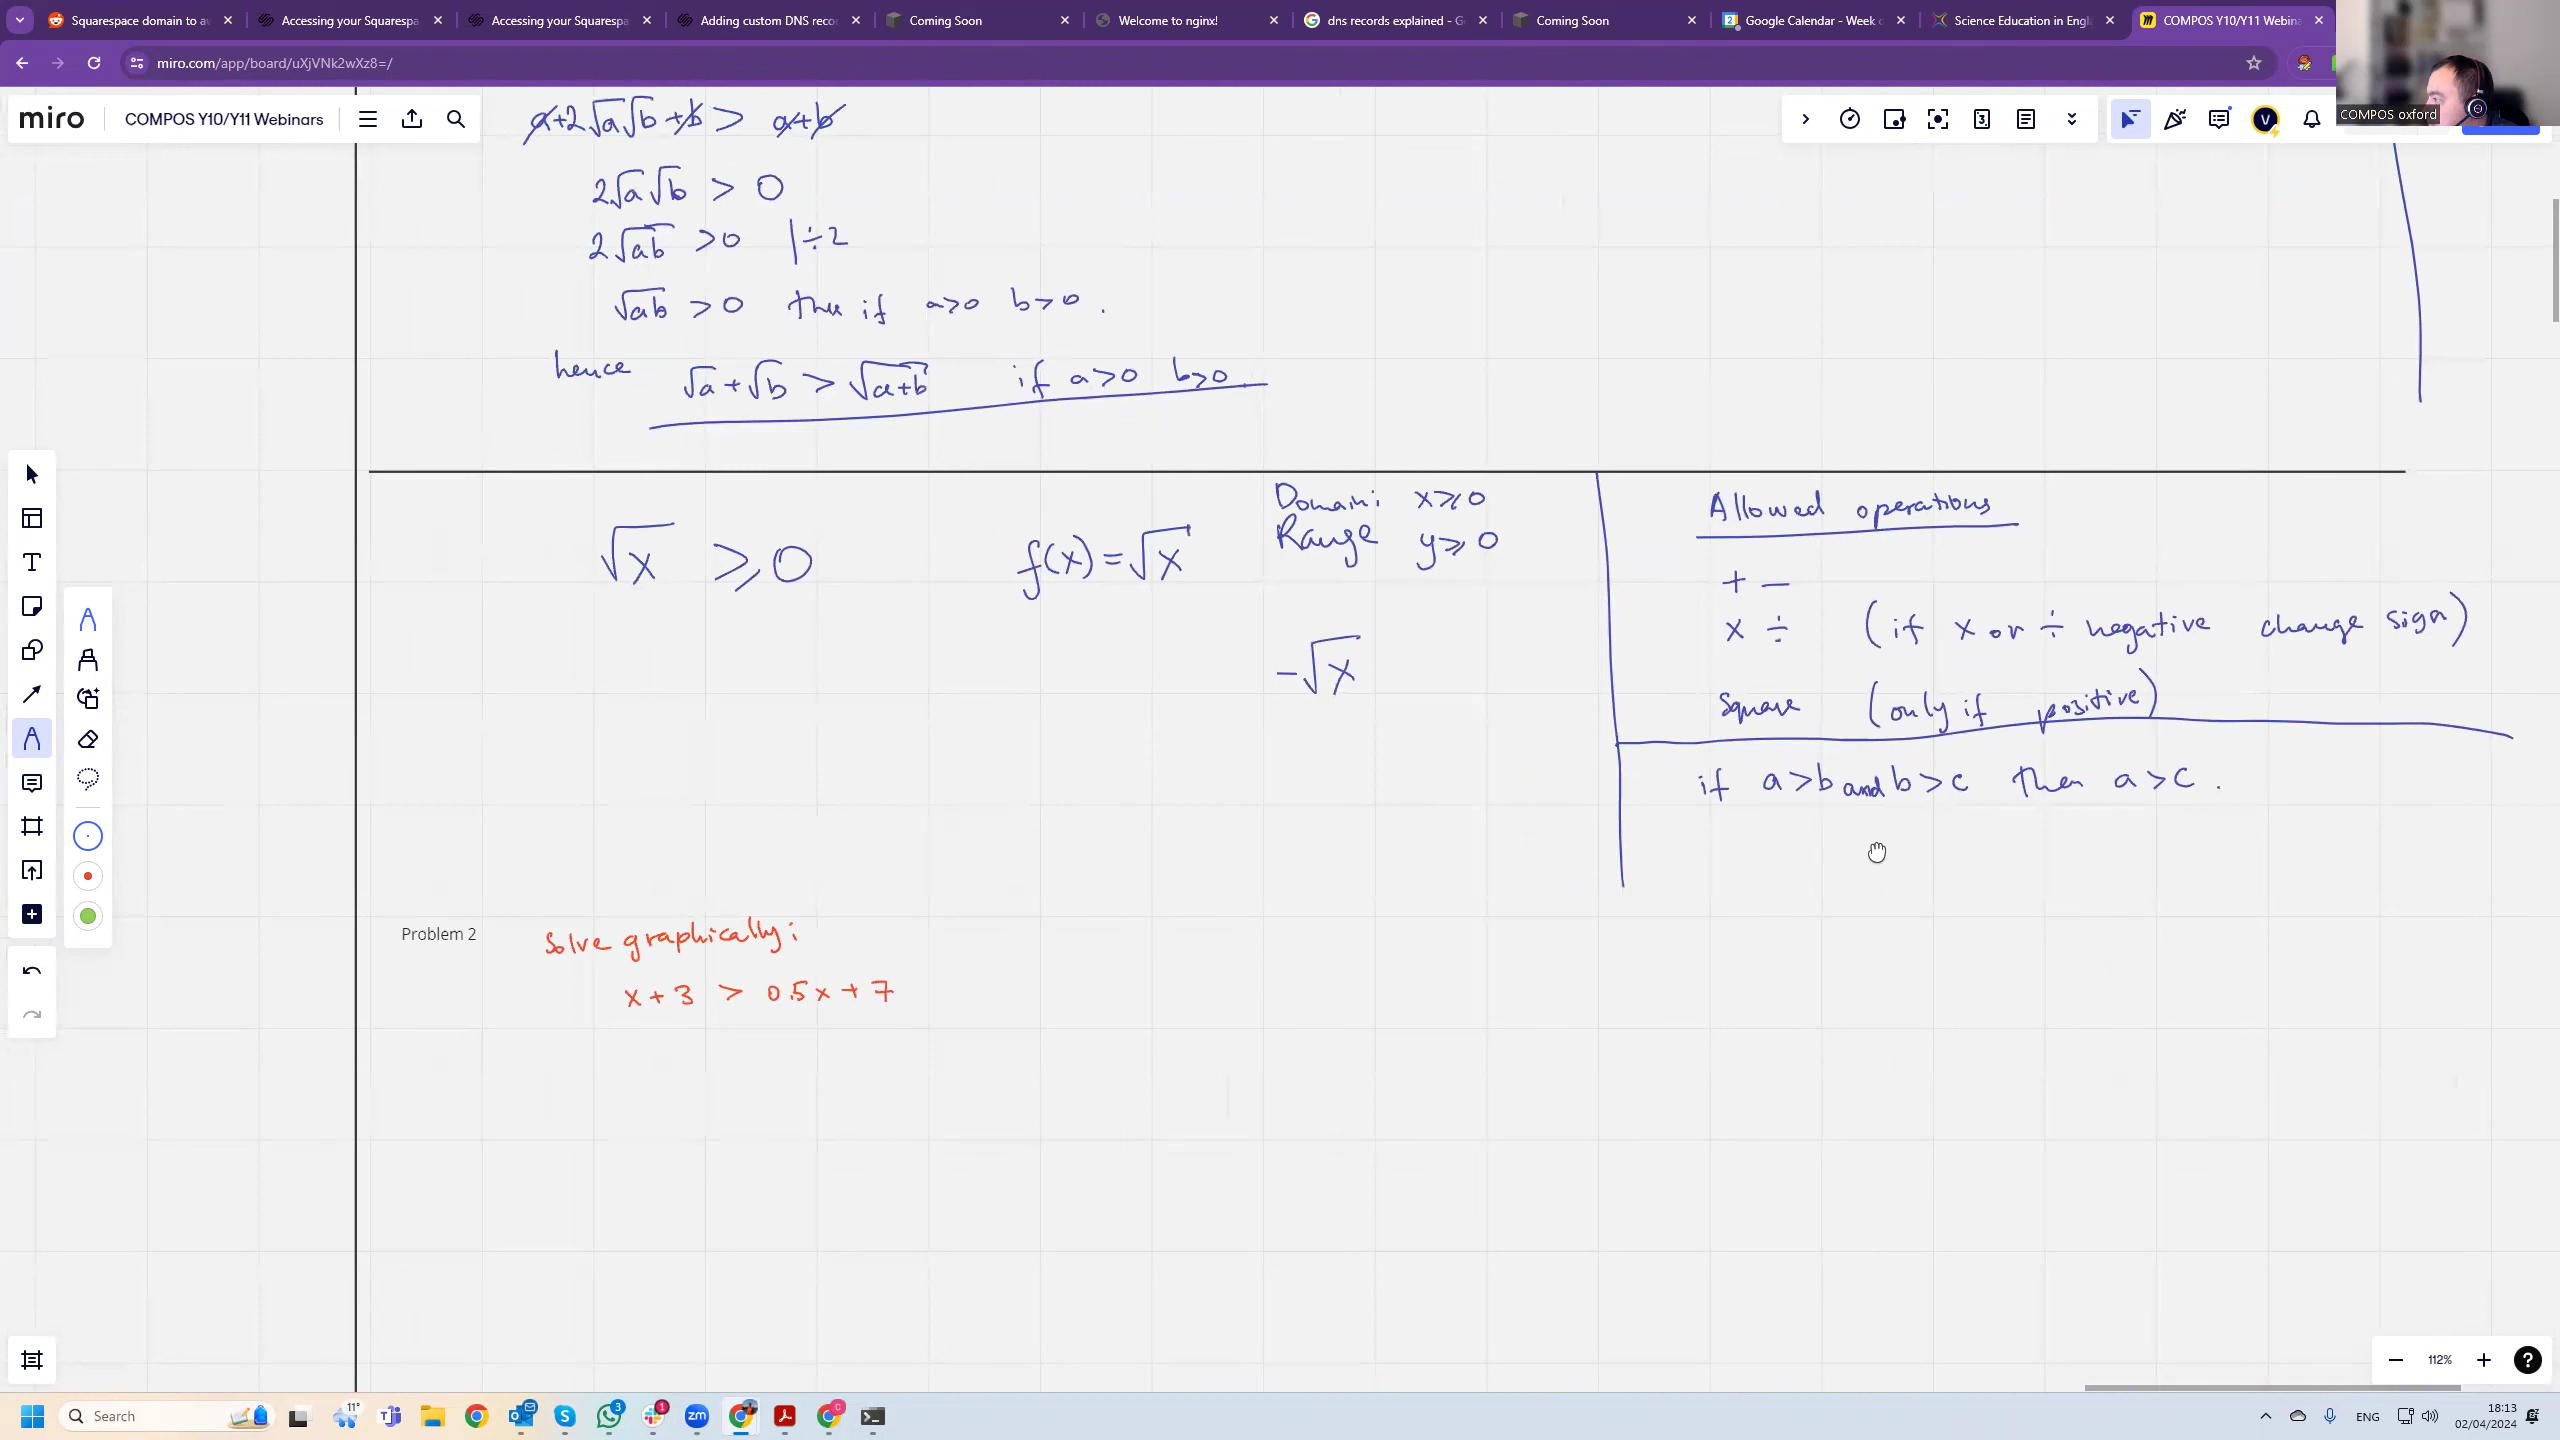 Squarespace domain to aw
Accessing your Squarespa
Accessing your Squarespa
Adding custom DNS recor
Coming Soon
Welcome to nginx!
dns records explained - G
Coming Soon
Google Calendar - Week o
Science Education in Engl
COMPOS Y10/Y11 Webina
miro.com/app/board/uXjVNk2wXz8=/
miro
COMPOS Y10/Y11 Webinars
V
COMPOS oxford
a+2√a√b+b > a+b
2√a√b > 0
2√ab >0 |÷2
√ab >0 then if a>0 b>0.
hence √a+√b > √a+b if a>0 b>0.
√x ≥0
f(x)=√x
Domain: x≥0
Range y≥0
-√x
Allowed operations
+ −
× ÷ (if × or ÷ negative change sign)
Square (only if positive)
if a>b and b>c then a>c.
Problem 2
Solve graphically:
x+3 > 0.5x+7
112%
Search
11°
ENG
18:13
02/04/2024